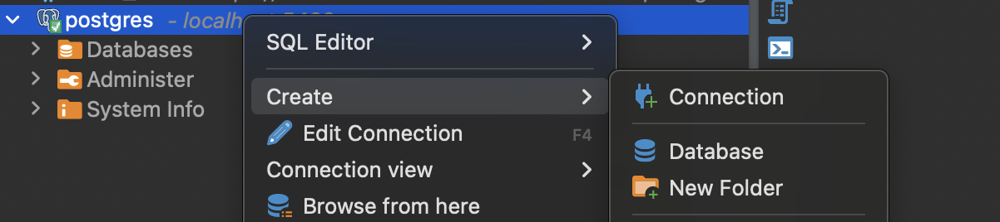 postgres - localh
Databases
Administer
System Info
SQL Editor
Create
Edit Connection F4
Connection view
Browse from here
Connection
Database
New Folder